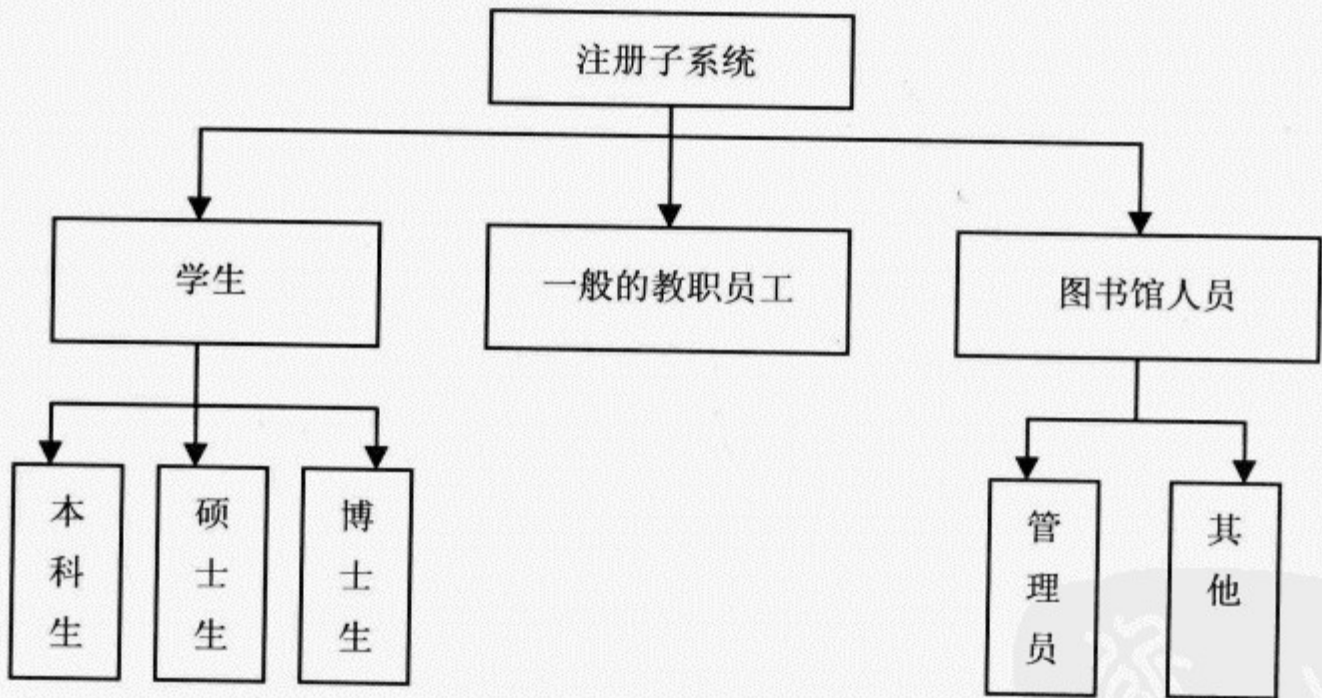 注册子系统
学生
一般的教职员工
图书馆人员
本科生
硕士生
博士生
管理员
其他